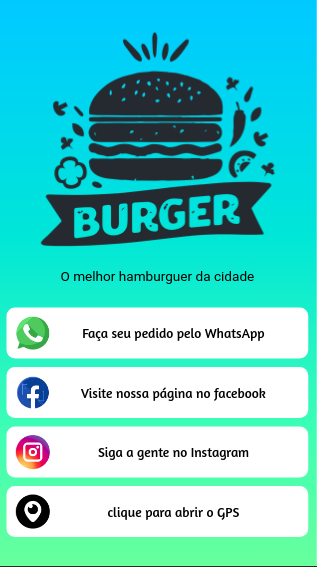 BURGER
O melhor hamburguer da cidade
Faça seu pedido pelo WhatsApp
Visite nossa página no facebook
Siga a gente no Instagram
clique para abrir o GPS